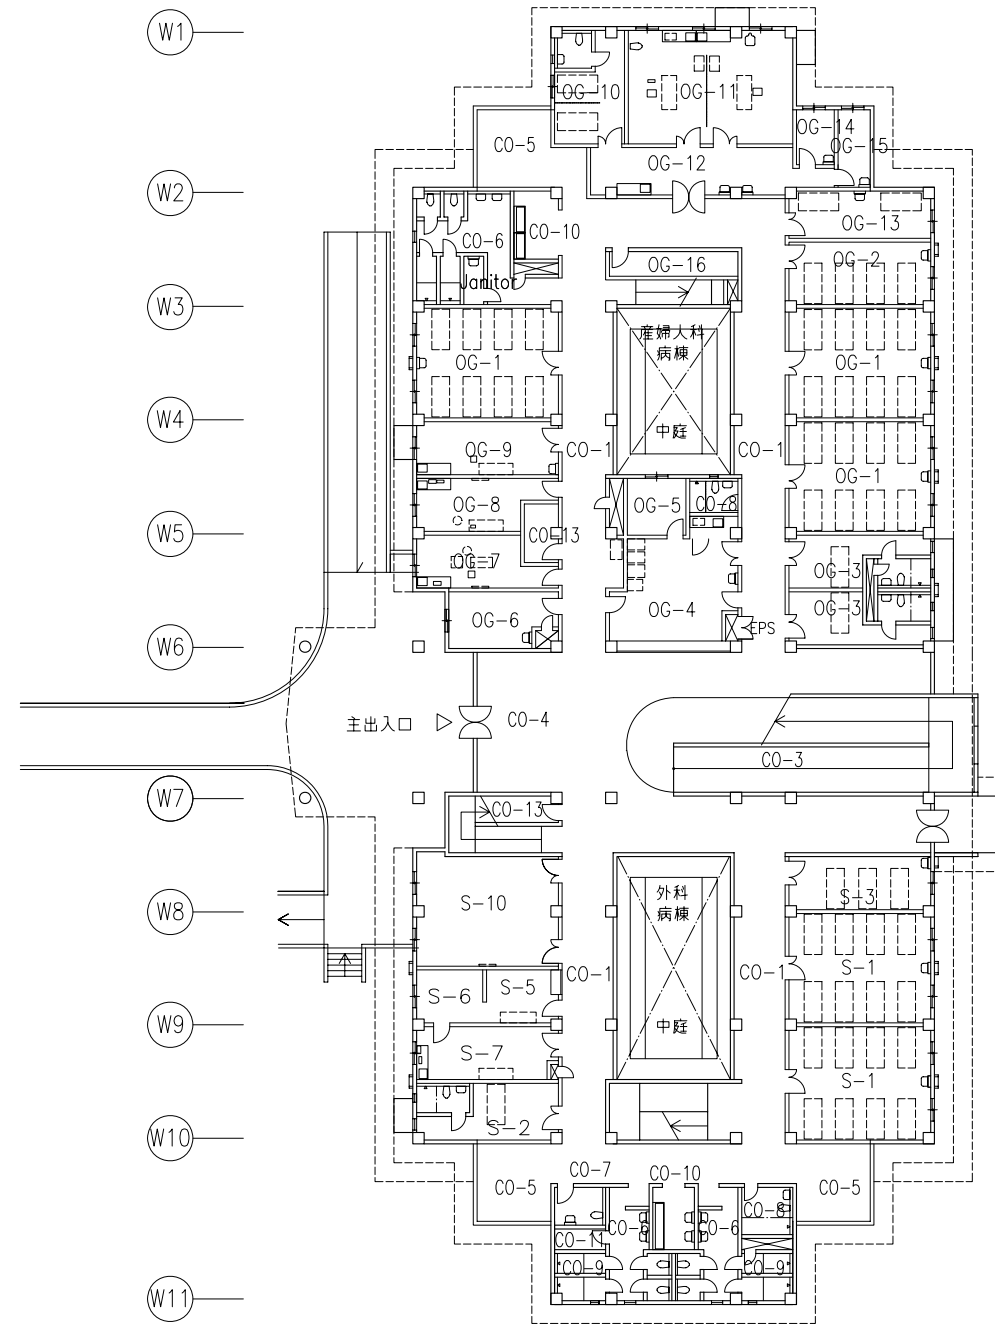 W1
OG-10
OG-11
OG-14
CO-5
OG-12
OG-15
W2
CO-6
CO-10
OG-13
OG-16
OG-2
Janitor
W3
産婦人科
病棟
OG-1
OG-1
W4
中庭
OG-9
CO-1
CO-1
OG-8
OG-5
CO-8
OG-1
W5
CO-13
OG-7
OG-3
OG-6
OG-4
OG-3
EPS
W6
主出入口
CO-4
CO-3
W7
CO-13
外科
病棟
S-3
W8
S-10
S-6
S-5
CO-1
CO-1
S-1
W9
中庭
S-7
S-1
S-2
W10
CO-7
CO-10
CO-5
CO-5
CO-6
CO-6
CO-8
CO-11
CO-9
CO-9
W11